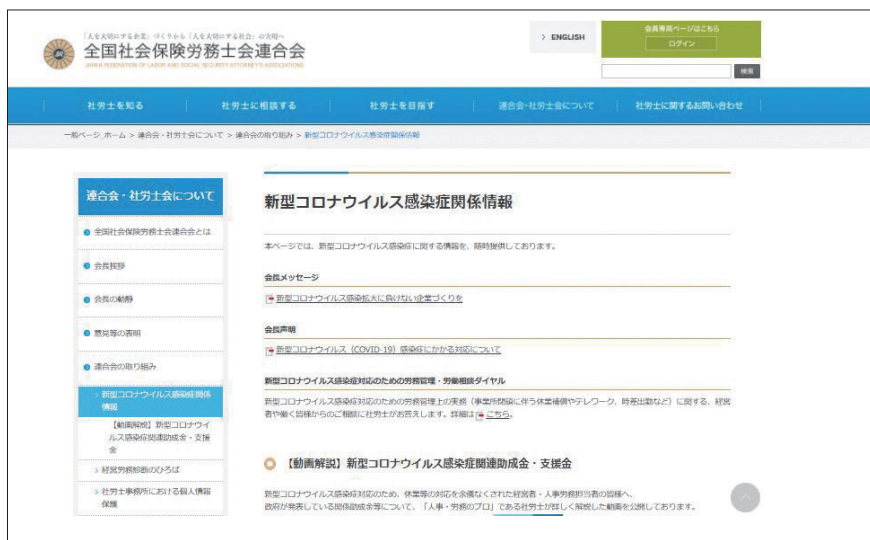 「人を大切にする企業」づくりから「人を大切にする社会」の実現へ
全国社会保険労務士会連合会
JAPAN FEDERATION OF LABOR AND SOCIAL SECURITY ATTORNEY'S ASSOCIATIONS
> ENGLISH
会員専用ページはこちら
ログイン
検索
社労士を知る
社労士に相談する
社労士を目指す
連合会・社労士会について
社労士に関するお問い合わせ
一般ページ_ホーム > 連合会・社労士会について > 連合会の取り組み > 新型コロナウイルス感染症関係情報
連合会・社労士会について
全国社会保険労務士会連合会とは
会長挨拶
会長の動静
意見等の表明
連合会の取り組み
> 新型コロナウイルス感染症関係
情報
【動画解説】新型コロナウイ
ルス感染症関連助成金・支援
金
> 経営労務診断のひろば
> 社労士事務所における個人情報
保護
新型コロナウイルス感染症関係情報
本ページでは、新型コロナウイルス感染症に関する情報を、随時提供しております。
会長メッセージ
新型コロナウイルス感染拡大に負けない企業づくりを
会長声明
新型コロナウイルス（COVID-19）感染症にかかる対応について
新型コロナウイルス感染症対応のための労務管理・労働相談ダイヤル
新型コロナウイルス感染症対応のための労務管理上の実務（事業所閉鎖に伴う休業補償やテレワーク、時差出勤など）に関する、経営
者や働く皆様からのご相談に社労士がお答えします。詳細は こちら。
【動画解説】新型コロナウイルス感染症関連助成金・支援金
新型コロナウイルス感染症対応のため、休業等の対応を余儀なくされた経営者・人事労務担当者の皆様へ、
政府が発表している関係助成金等について、「人事・労務のプロ」である社労士が詳しく解説した動画を公開しております。